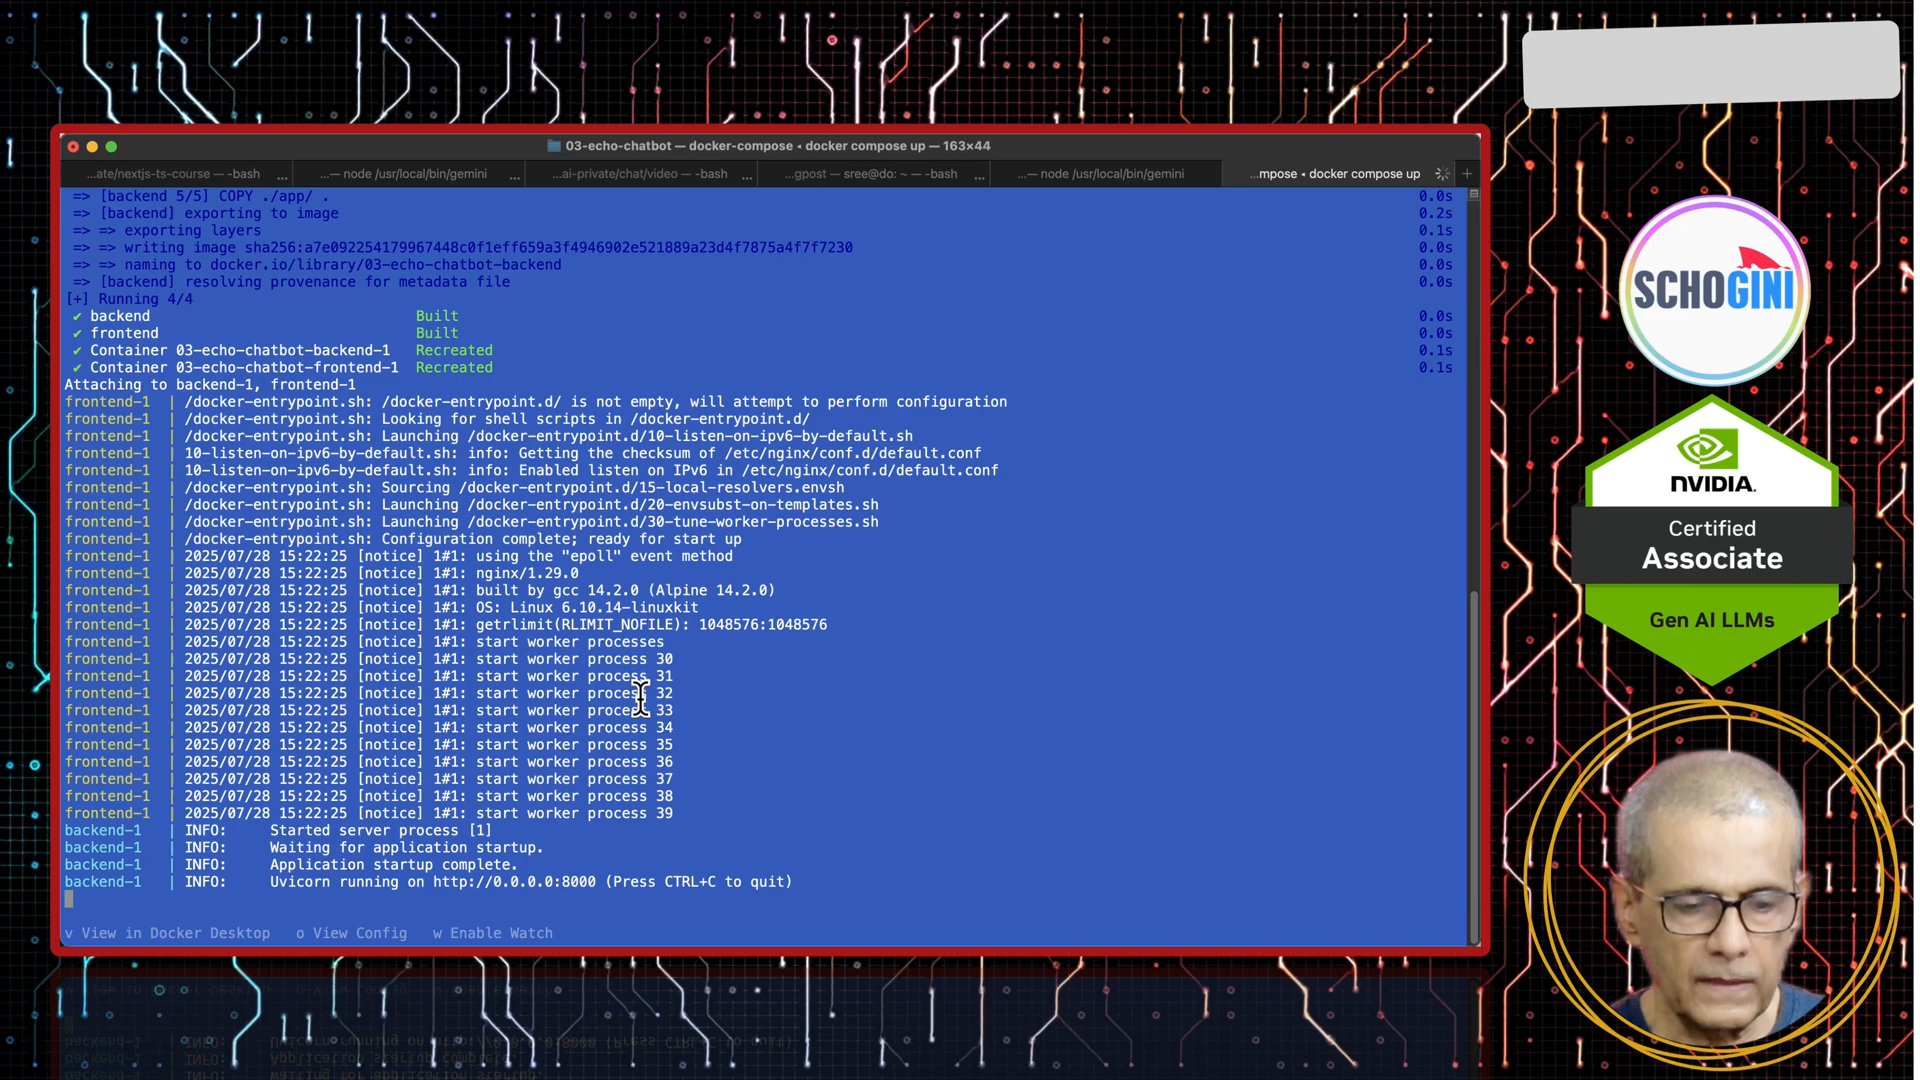 03-echo-chatbot — docker-compose ◂ docker compose up — 163×44
...ate/nextjs-ts-course — -bash ... ...— node /usr/local/bin/gemini ... ...ai-private/chat/video — -bash ... ...gpost — sree@do: ~ — -bash ... ...— node /usr/local/bin/gemini ...mpose ◂ docker compose up +
=> [backend 5/5] COPY ./app/ . 0.0s
=> [backend] exporting to image 0.2s
=> => exporting layers 0.1s
=> => writing image sha256:a7e092254179967448c0f1eff659a3f4946902e521889a23d4f7875a4f7f7230 0.0s
=> => naming to docker.io/library/03-echo-chatbot-backend 0.0s
=> [backend] resolving provenance for metadata file 0.0s
[+] Running 4/4
✔ backend Built 0.0s
✔ frontend Built 0.0s
✔ Container 03-echo-chatbot-backend-1 Recreated 0.1s
✔ Container 03-echo-chatbot-frontend-1 Recreated 0.1s
Attaching to backend-1, frontend-1
frontend-1 | /docker-entrypoint.sh: /docker-entrypoint.d/ is not empty, will attempt to perform configuration
frontend-1 | /docker-entrypoint.sh: Looking for shell scripts in /docker-entrypoint.d/
frontend-1 | /docker-entrypoint.sh: Launching /docker-entrypoint.d/10-listen-on-ipv6-by-default.sh
frontend-1 | 10-listen-on-ipv6-by-default.sh: info: Getting the checksum of /etc/nginx/conf.d/default.conf
frontend-1 | 10-listen-on-ipv6-by-default.sh: info: Enabled listen on IPv6 in /etc/nginx/conf.d/default.conf
frontend-1 | /docker-entrypoint.sh: Sourcing /docker-entrypoint.d/15-local-resolvers.envsh
frontend-1 | /docker-entrypoint.sh: Launching /docker-entrypoint.d/20-envsubst-on-templates.sh
frontend-1 | /docker-entrypoint.sh: Launching /docker-entrypoint.d/30-tune-worker-processes.sh
frontend-1 | /docker-entrypoint.sh: Configuration complete; ready for start up
frontend-1 | 2025/07/28 15:22:25 [notice] 1#1: using the "epoll" event method
frontend-1 | 2025/07/28 15:22:25 [notice] 1#1: nginx/1.29.0
frontend-1 | 2025/07/28 15:22:25 [notice] 1#1: built by gcc 14.2.0 (Alpine 14.2.0)
frontend-1 | 2025/07/28 15:22:25 [notice] 1#1: OS: Linux 6.10.14-linuxkit
frontend-1 | 2025/07/28 15:22:25 [notice] 1#1: getrlimit(RLIMIT_NOFILE): 1048576:1048576
frontend-1 | 2025/07/28 15:22:25 [notice] 1#1: start worker processes
frontend-1 | 2025/07/28 15:22:25 [notice] 1#1: start worker process 30
frontend-1 | 2025/07/28 15:22:25 [notice] 1#1: start worker process 31
frontend-1 | 2025/07/28 15:22:25 [notice] 1#1: start worker process 32
frontend-1 | 2025/07/28 15:22:25 [notice] 1#1: start worker process 33
frontend-1 | 2025/07/28 15:22:25 [notice] 1#1: start worker process 34
frontend-1 | 2025/07/28 15:22:25 [notice] 1#1: start worker process 35
frontend-1 | 2025/07/28 15:22:25 [notice] 1#1: start worker process 36
frontend-1 | 2025/07/28 15:22:25 [notice] 1#1: start worker process 37
frontend-1 | 2025/07/28 15:22:25 [notice] 1#1: start worker process 38
frontend-1 | 2025/07/28 15:22:25 [notice] 1#1: start worker process 39
backend-1 | INFO: Started server process [1]
backend-1 | INFO: Waiting for application startup.
backend-1 | INFO: Application startup complete.
backend-1 | INFO: Uvicorn running on http://0.0.0.0:8000 (Press CTRL+C to quit)
v View in Docker Desktop o View Config w Enable Watch
SCHOGINI
NVIDIA.
Certified
Associate
Gen AI LLMs